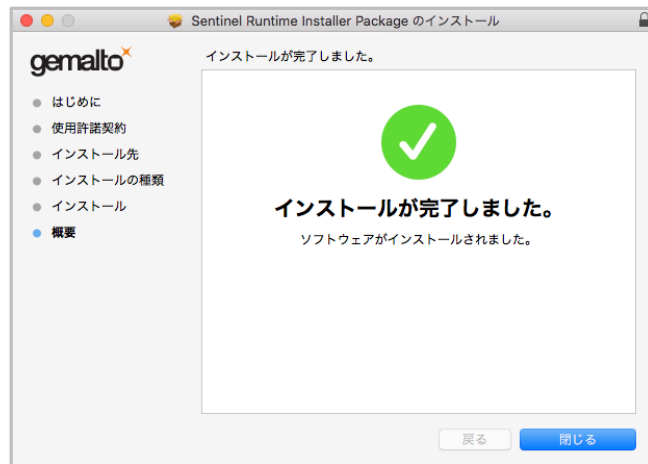 Sentinel Runtime Installer Package のインストール
gemalto
インストールが完了しました。
はじめに
使用許諾契約
インストール先
インストールの種類
インストール
概要
インストールが完了しました。
ソフトウェアがインストールされました。
戻る
閉じる